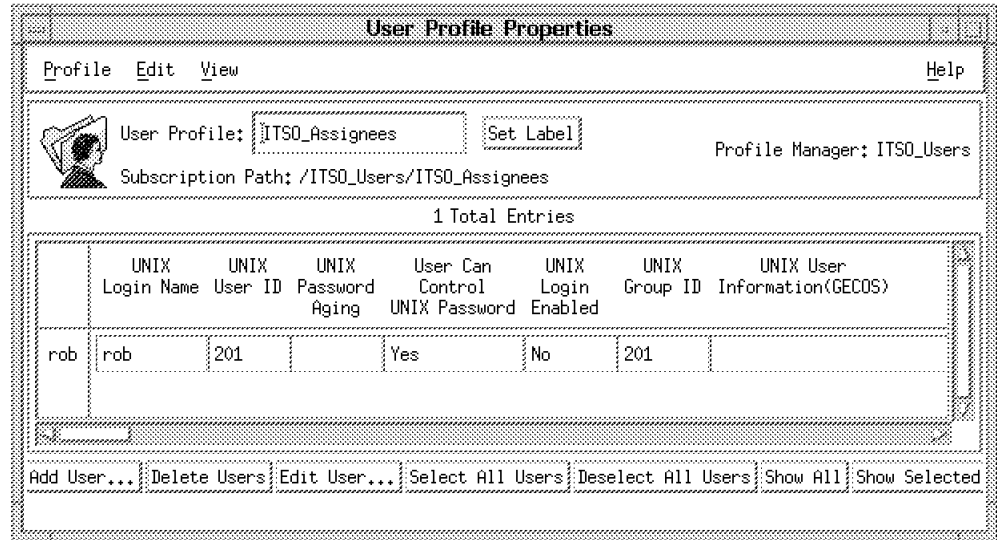 User Profile Properties
Profile Edit View Help
User Profile: ITSO_Assignees Set Label
Profile Manager: ITSO_Users
Subscription Path: /ITSO_Users/ITSO_Assignees
1 Total Entries
UNIX UNIX UNIX User Can UNIX UNIX UNIX User
Login Name User ID Password Control Login Group ID Information(GECOS)
Aging UNIX Password Enabled
rob rob 201 Yes No 201
Add User... Delete Users Edit User... Select All Users Deselect All Users Show All Show Selected